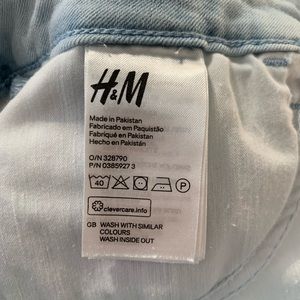 H&M
Made in Pakistan
Fabricado em Paquistão
Fabriqué en Pakistan
Hecho en Pakistán
O/N 328790
P/N 0385927 3
40 P
clevercare.info
GB WASH WITH SIMILAR
COLOURS
WASH INSIDE OUT